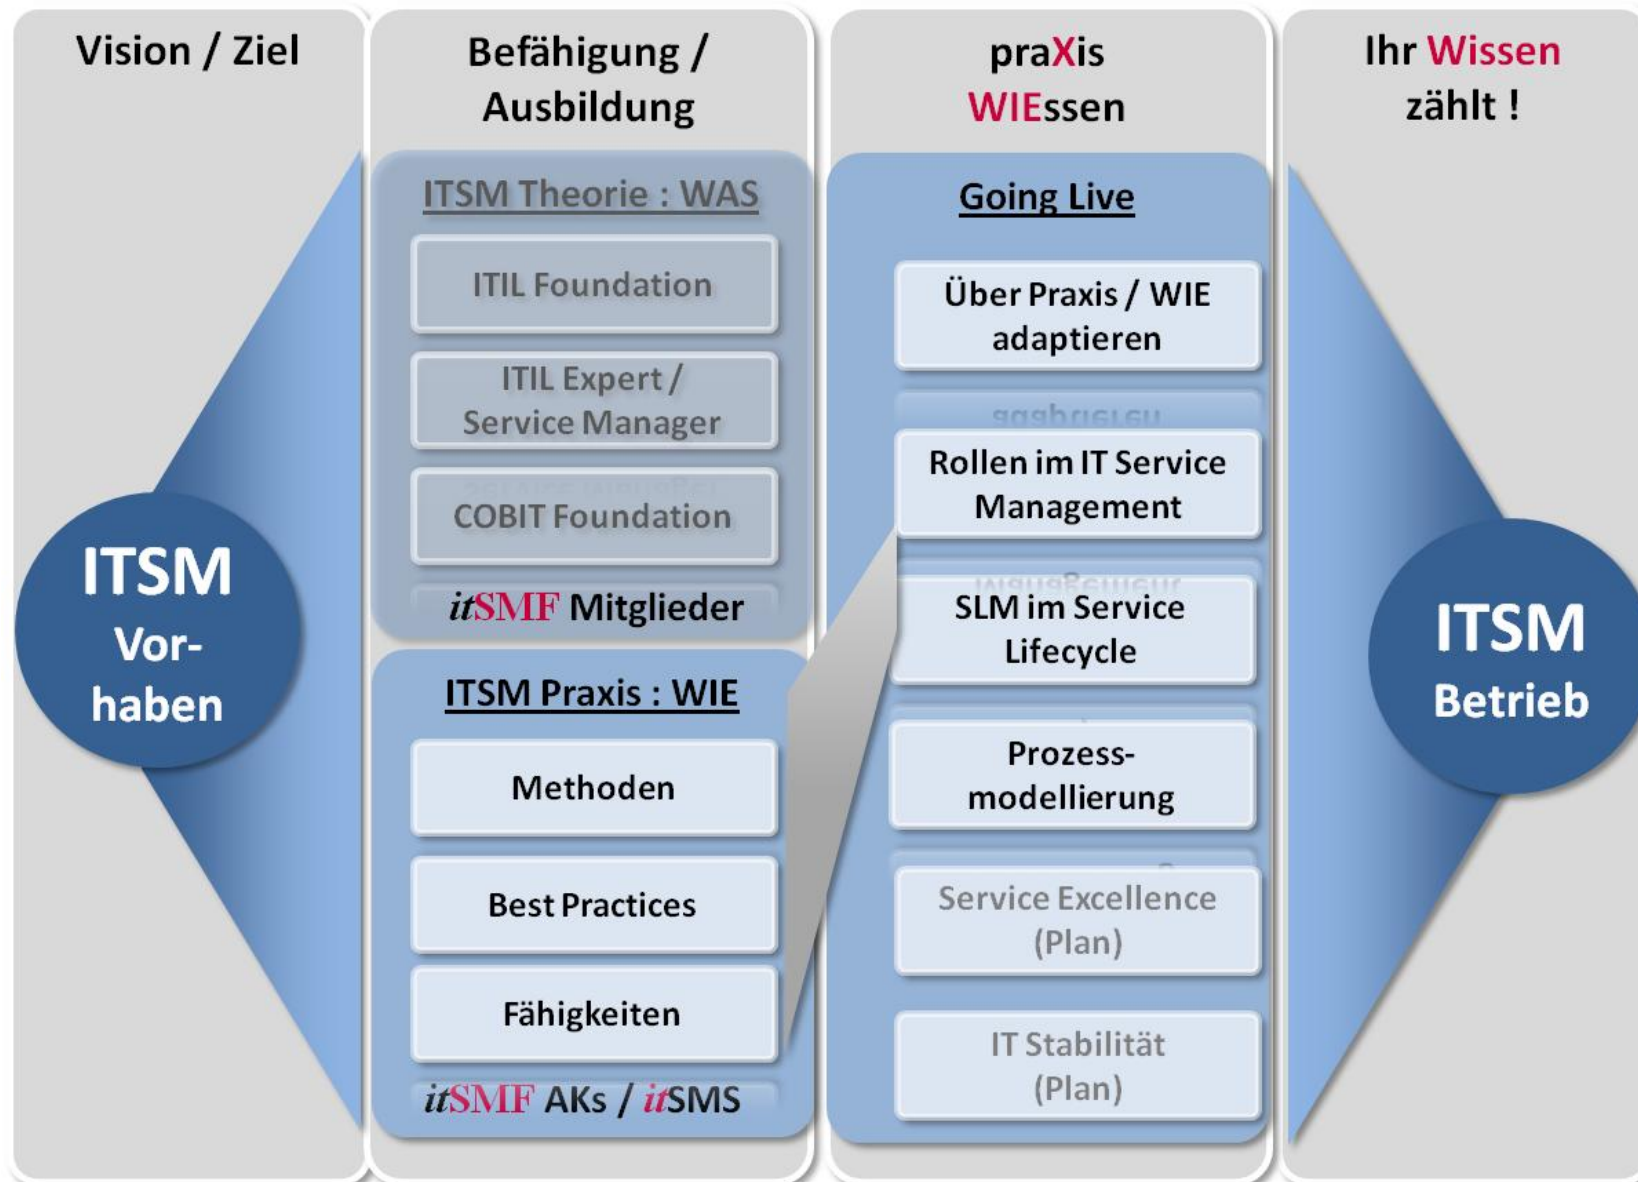 Vision / Ziel
Befähigung /
Ausbildung
praXis
WIEssen
Ihr Wissen
zählt !
ITSM
Vor-
haben
ITSM Theorie : WAS
ITIL Foundation
ITIL Expert /
Service Manager
COBIT Foundation
itSMF Mitglieder
ITSM Praxis : WIE
Methoden
Best Practices
Fähigkeiten
itSMF AKs / itSMS
Going Live
Über Praxis / WIE
adaptieren
Rollen im IT Service
Management
SLM im Service
Lifecycle
Prozess-
modellierung
Service Excellence
(Plan)
IT Stabilität
(Plan)
ITSM
Betrieb